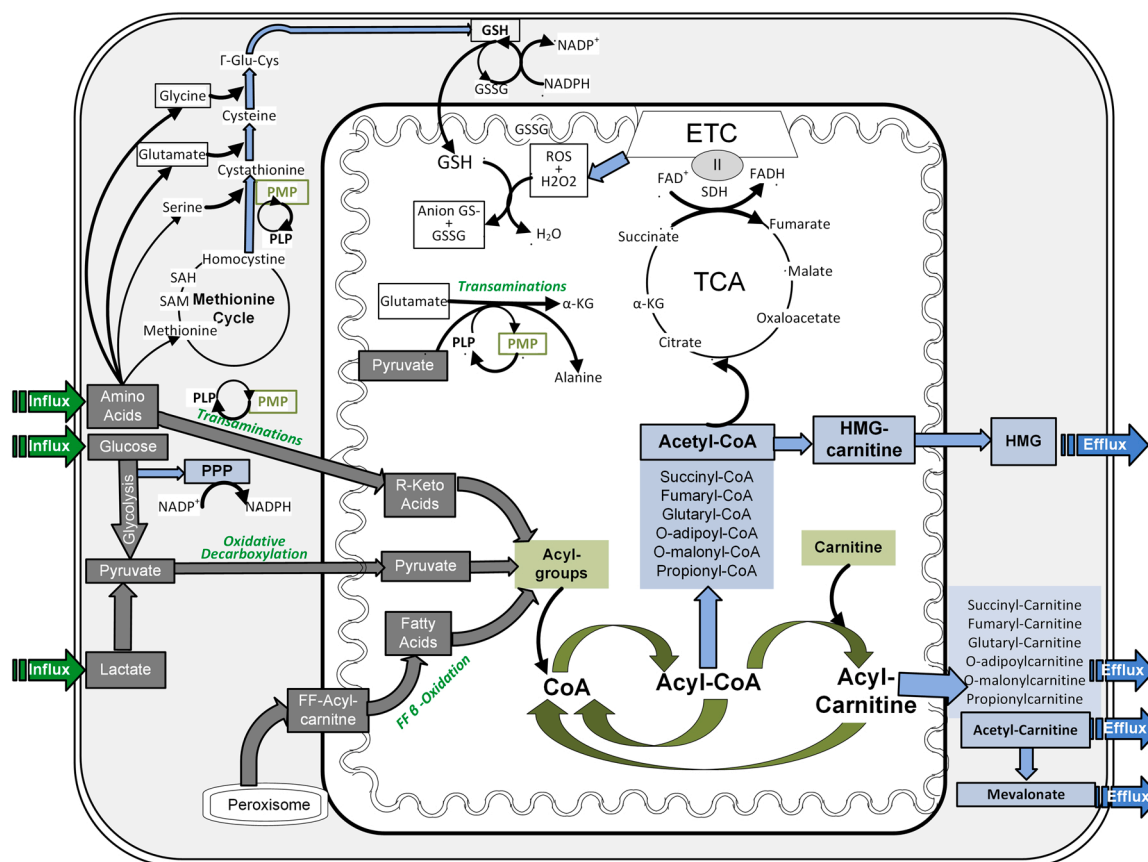 GSH
NADP⁺
GSSG
NADPH
Γ-Glu-Cys
Glycine
Cysteine
Glutamate
Cystathionine
PMP
PLP
Serine
Homocystine
SAH
SAM
Methionine
Cycle
Methionine
GSSG
GSH
ETC
II
ROS
+
H2O2
FAD⁺
SDH
FADH
Anion GS-
+
GSSG
H₂O
Succinate
Fumarate
Malate
TCA
α-KG
Oxaloacetate
Citrate
Transaminations
Glutamate
α-KG
PLP
PMP
Pyruvate
Alanine
Influx
Amino
Acids
PLP
PMP
Transaminations
Influx
Glucose
Glycolysis
PPP
NADP⁺
NADPH
R-Keto
Acids
Oxidative
Decarboxylation
Pyruvate
Pyruvate
Acyl-
groups
Influx
Lactate
Fatty
Acids
FF β-Oxidation
FF-Acyl-
carnitne
Peroxisome
Acetyl-CoA
HMG-
carnitine
HMG
Efflux
Succinyl-CoA
Fumaryl-CoA
Glutaryl-CoA
O-adipoyl-CoA
O-malonyl-CoA
Propionyl-CoA
Carnitine
CoA
Acyl-CoA
Acyl-
Carnitine
Succinyl-Carnitine
Fumaryl-Carnitine
Glutaryl-Carnitine
O-adipoylcarnitine
O-malonylcarnitine
Propionylcarnitine
Efflux
Acetyl-Carnitine
Efflux
Mevalonate
Efflux